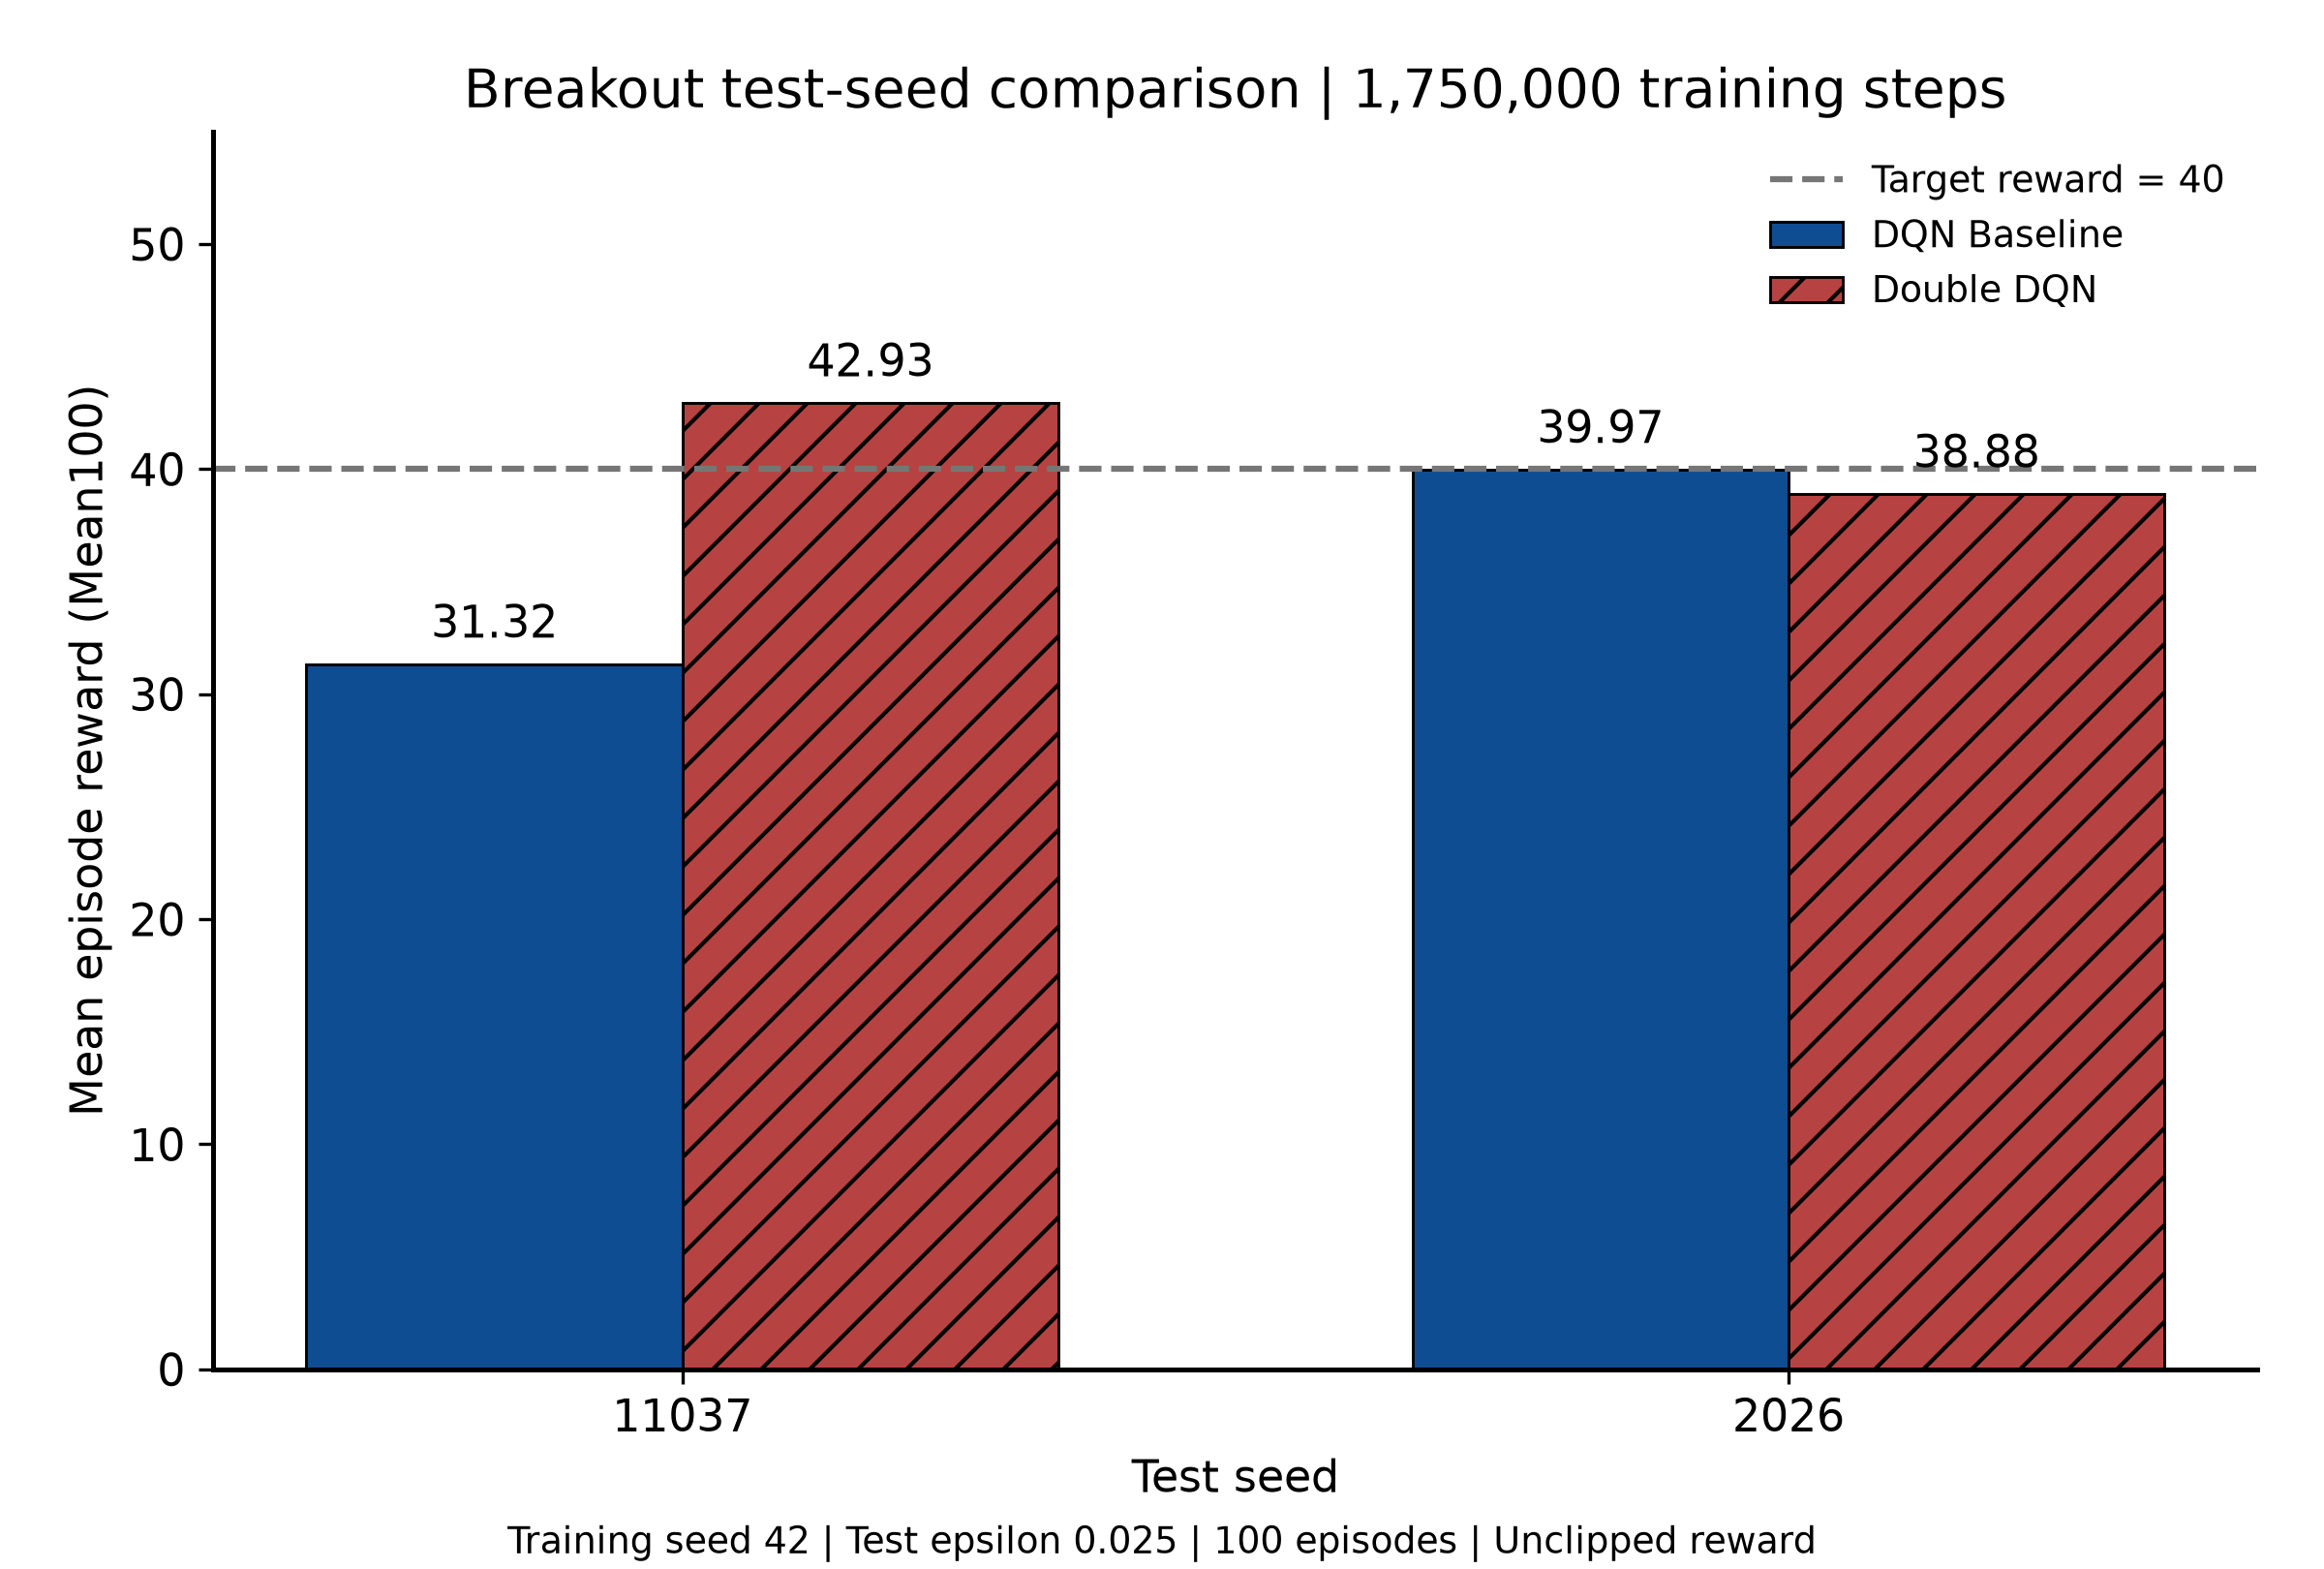 Breakout test-seed comparison | 1,750,000 training steps
Target reward = 40
DQN Baseline
Double DQN
Mean episode reward (Mean100)
50
40
30
20
10
0
31.32
42.93
39.97
38.88
11037
2026
Test seed
Training seed 42 | Test epsilon 0.025 | 100 episodes | Unclipped reward